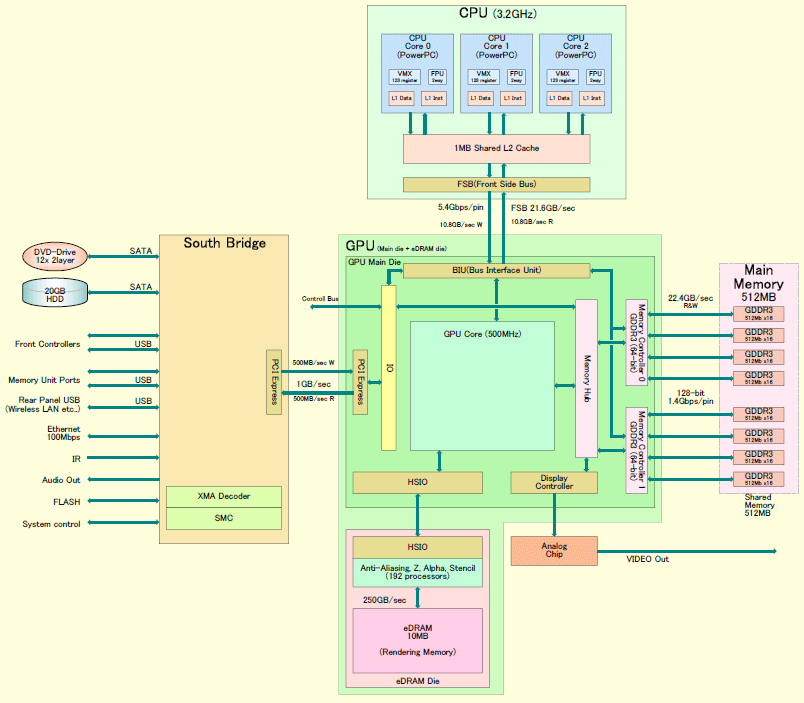 CPU (3.2GHz)
CPU
Core 0
(PowerPC)
VMX
128 register
FPU
2way
L1 Data
L1 Inst
CPU
Core 1
(PowerPC)
VMX
128 register
FPU
2way
L1 Data
L1 Inst
CPU
Core 2
(PowerPC)
VMX
128 register
FPU
2way
L1 Data
L1 Inst
1MB Shared L2 Cache
FSB(Front Side Bus)
5.4Gbps/pin
FSB 21.6GB/sec
10.8GB/sec W
10.8GB/sec R
South Bridge
DVD-Drive
12x 2layer
SATA
20GB
HDD
SATA
Front Controllers
USB
Memory Unit Ports
USB
Rear Panel USB
(Wireless LAN etc..)
USB
Ethernet
100Mbps
IR
Audio Out
FLASH
System control
XMA Decoder
SMC
PCI Express
500MB/sec W
1GB/sec
500MB/sec R
GPU (Main die + eDRAM die)
GPU Main Die
BIU(Bus Interface Unit)
Controll Bus
PCI Express
IO
GPU Core (500MHz)
Memory Hub
Memory Controller 0
GDDR3 (64-bit)
Memory Controller 1
GDDR3 (64-bit)
22.4GB/sec
R&W
128-bit
1.4Gbps/pin
Main
Memory
512MB
GDDR3
512Mb x16
GDDR3
512Mb x16
GDDR3
512Mb x16
GDDR3
512Mb x16
GDDR3
512Mb x16
GDDR3
512Mb x16
GDDR3
512Mb x16
GDDR3
512Mb x16
Shared
Memory
512MB
HSIO
Display
Controller
Analog
Chip
VIDEO Out
HSIO
Anti-Aliasing, Z, Alpha, Stencil
(192 processors)
250GB/sec
eDRAM
10MB
(Rendering Memory)
eDRAM Die